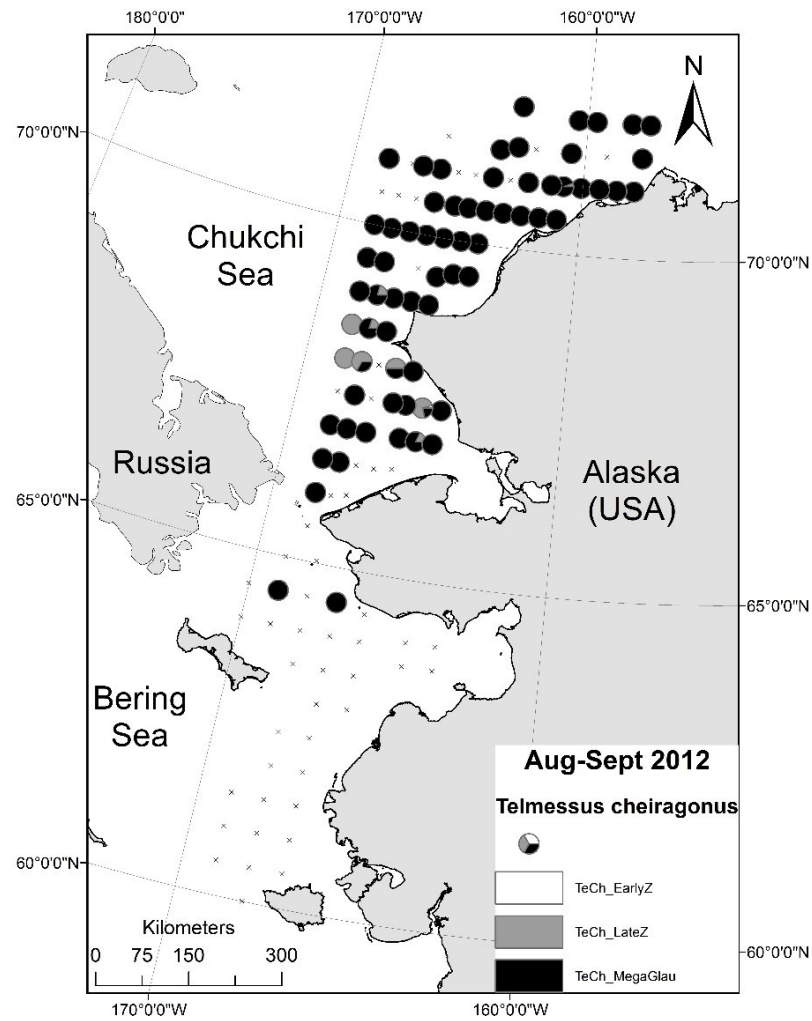 180°0'0"W
170°0'0"W
160°0'0"W
N
70°0'0"N
Chukchi
Sea
70°0'0"N
Russia
Alaska
(USA)
65°0'0"N
65°0'0"N
Bering
Sea
Aug-Sept 2012
Telmessus cheiragonus
60°0'0"N
TeCh_EarlyZ
Kilometers
TeCh_LateZ
0 75 150 300
60°0'0"N
TeCh_MegaGlau
170°0'0"W
160°0'0"W